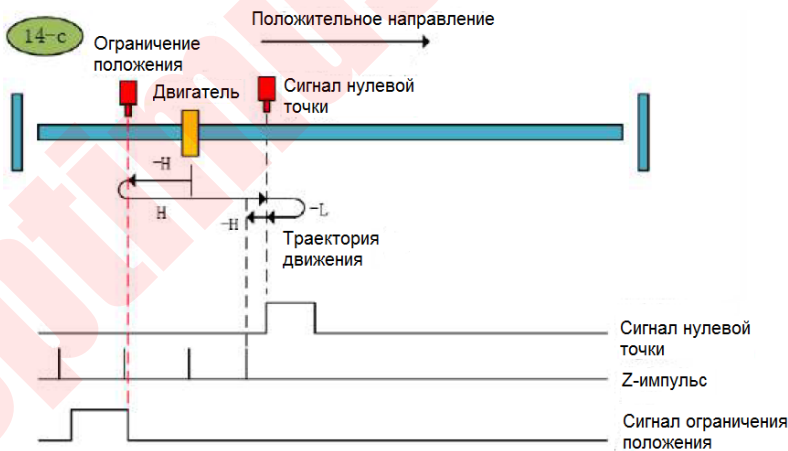 14-c
Положительное направление
Ограничение
положения
Двигатель
Сигнал нулевой
точки
-H
H
-H
-L
Траектория
движения
Сигнал нулевой
точки
Z-импульс
Сигнал ограничения
положения